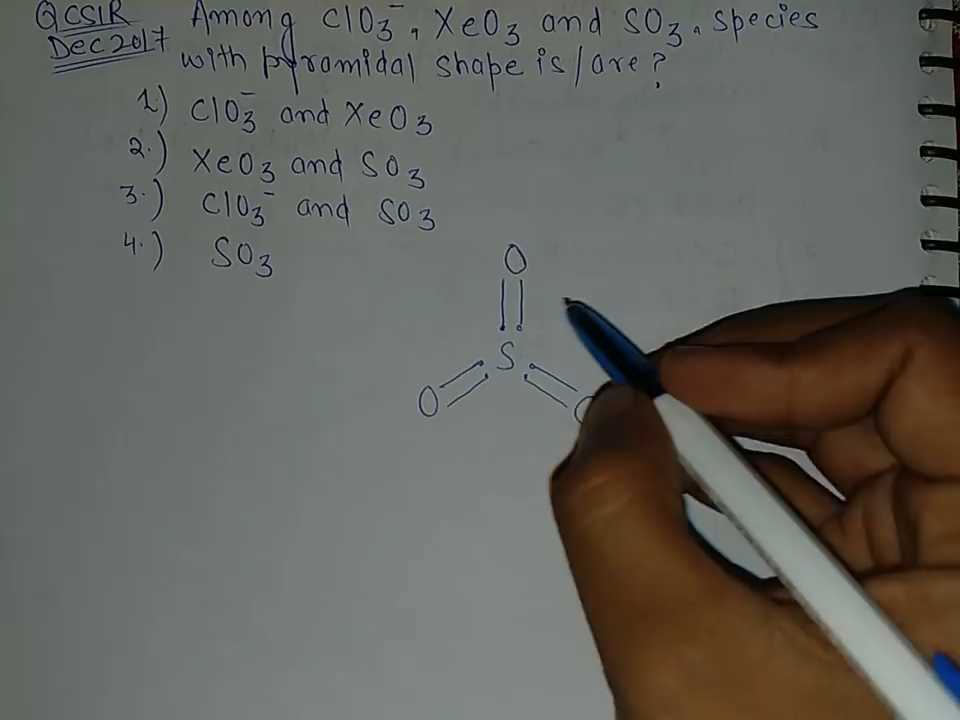 Q CSIR Among ClO3⁻, XeO3 and SO3, species
Dec 2017 with pyramidal shape is/are?
1) ClO3⁻ and XeO3
2.) XeO3 and SO3
3.) ClO3⁻ and SO3
4.) SO3
O
S
O O